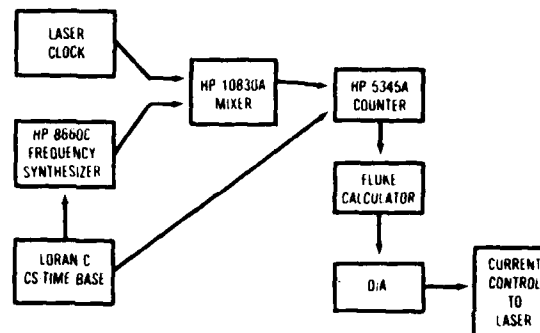 LASER
CLOCK
HP 10830A
MIXER
HP 5345A
COUNTER
HP 8660C
FREQUENCY
SYNTHESIZER
FLUKE
CALCULATOR
LORAN C
CS TIME BASE
D/A
CURRENT
CONTROL
TO
LASER